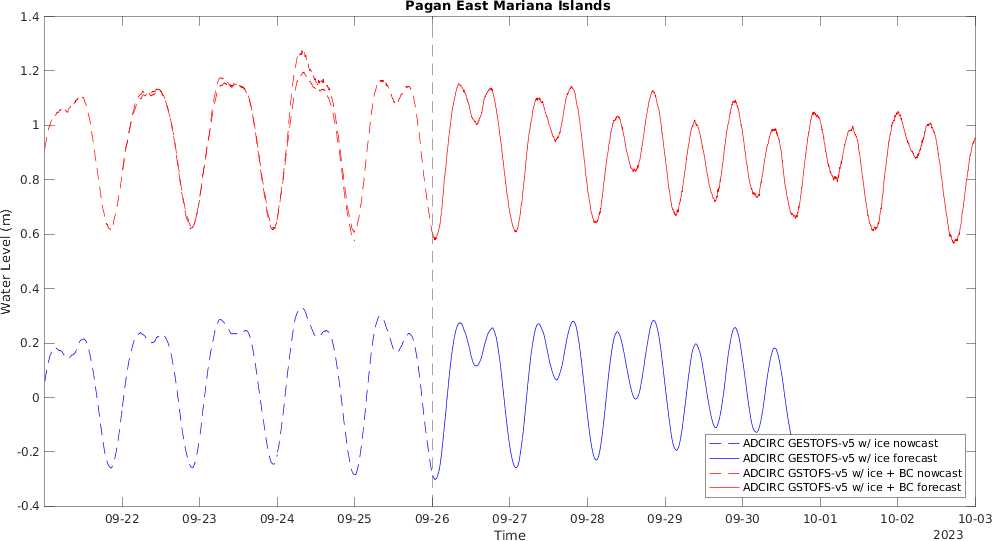 Pagan East Mariana Islands
Water Level (m)
1.4
1.2
1
0.8
0.6
0.4
0.2
0
-0.2
-0.4
ADCIRC GESTOFS-v5 w/ ice nowcast
ADCIRC GESTOFS-v5 w/ ice forecast
ADCIRC GSTOFS-v5 w/ ice + BC nowcast
ADCIRC GSTOFS-v5 w/ ice + BC forecast
09-22 09-23 09-24 09-25 09-26 09-27 09-28 09-29 09-30 10-01 10-02 10-03
Time
2023